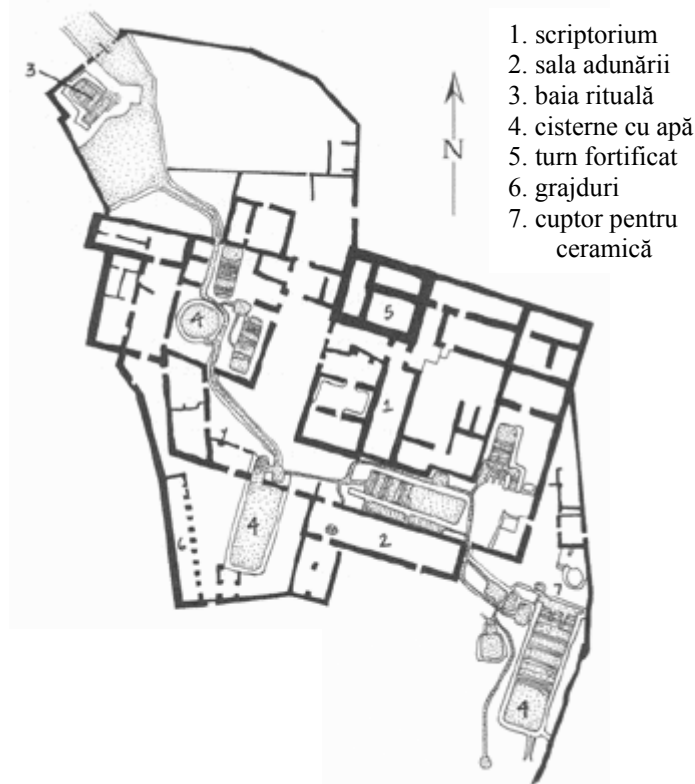 1. scriptorium
2. sala adunării
3. baia rituală
4. cisterne cu apă
5. turn fortificat
6. grajduri
7. cuptor pentru
ceramică
3
N
5
4
1
1
4
2
6
7
4